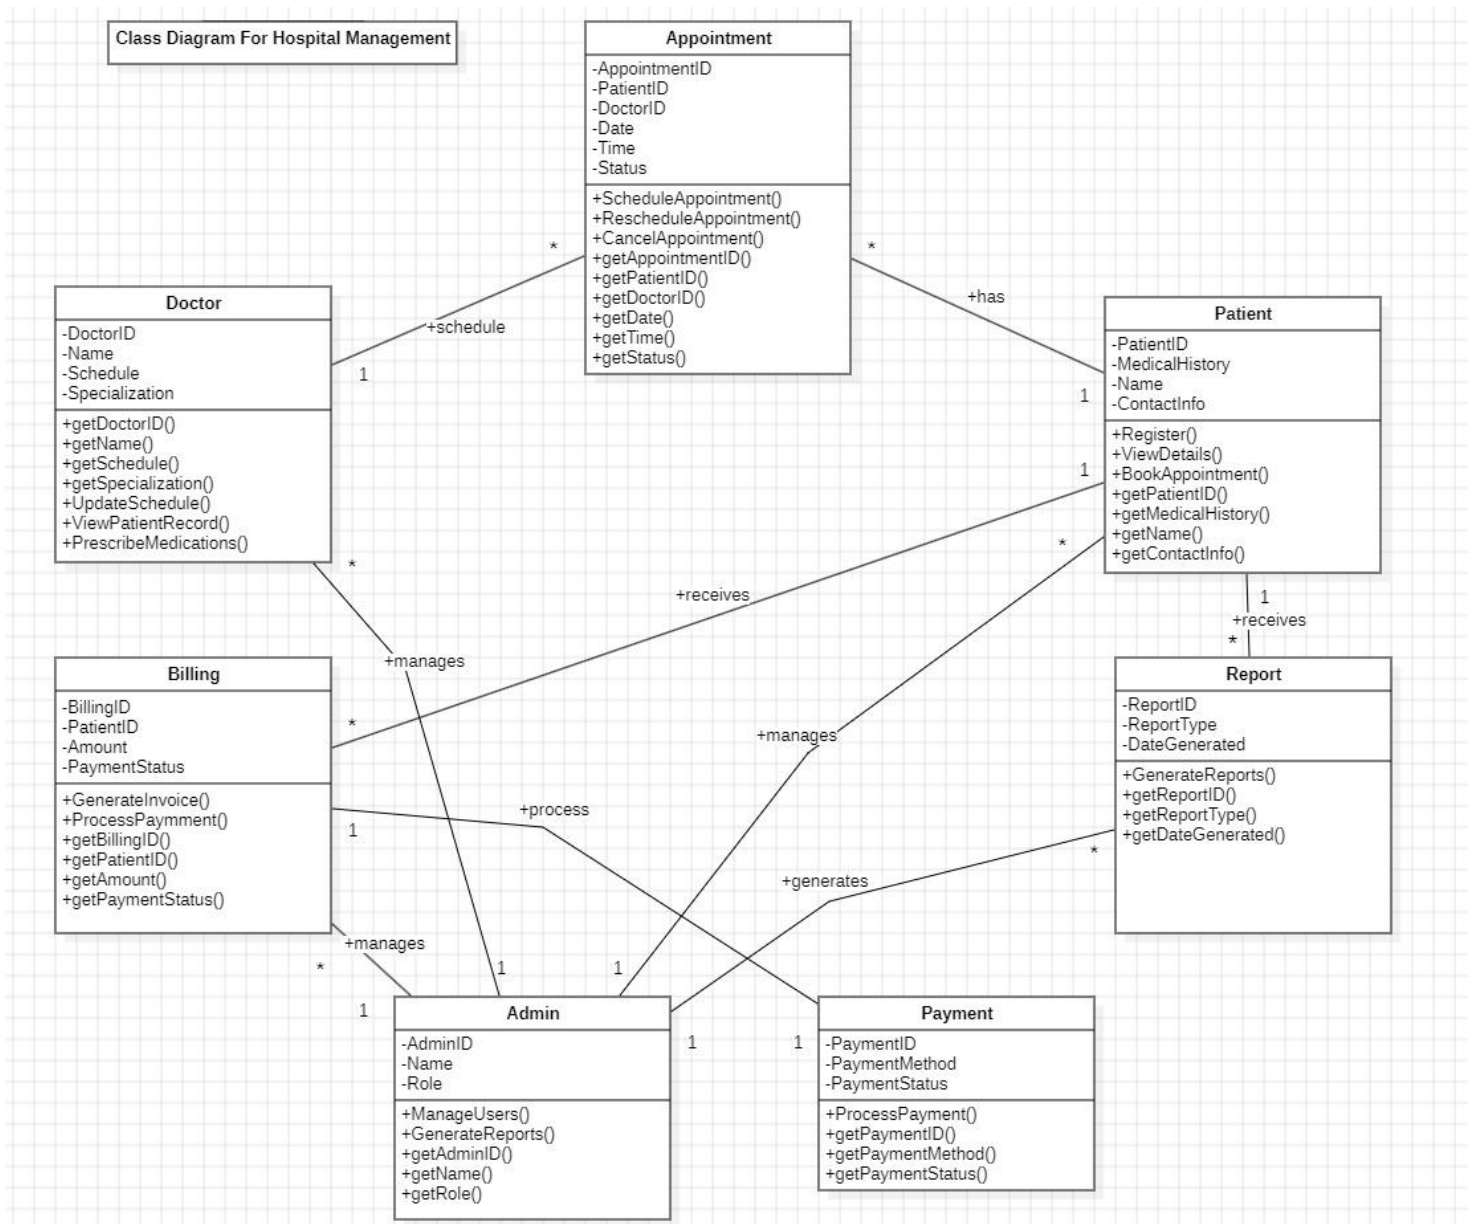 Class Diagram For Hospital Management
Appointment
-AppointmentID
-PatientID
-DoctorID
-Date
-Time
-Status
+ScheduleAppointment()
+RescheduleAppointment()
+CancelAppointment()
+getAppointmentID()
+getPatientID()
+getDoctorID()
+getDate()
+getTime()
+getStatus()
*
*
+schedule
1
+has
1
Doctor
-DoctorID
-Name
-Schedule
-Specialization
+getDoctorID()
+getName()
+getSchedule()
+getSpecialization()
+UpdateSchedule()
+ViewPatientRecord()
+PrescribeMedications()
Patient
-PatientID
-MedicalHistory
-Name
-ContactInfo
+Register()
+ViewDetails()
+BookAppointment()
+getPatientID()
+getMedicalHistory()
+getName()
+getContactInfo()
1
*
*
+receives
1
+receives
*
+manages
*
+manages
Billing
-BillingID
-PatientID
-Amount
-PaymentStatus
+GenerateInvoice()
+ProcessPaymment()
+getBillingID()
+getPatientID()
+getAmount()
+getPaymentStatus()
Report
-ReportID
-ReportType
-DateGenerated
+GenerateReports()
+getReportID()
+getReportType()
+getDateGenerated()
+process
1
*
+generates
+manages
*
1
1
1
1
1
Admin
-AdminID
-Name
-Role
+ManageUsers()
+GenerateReports()
+getAdminID()
+getName()
+getRole()
Payment
-PaymentID
-PaymentMethod
-PaymentStatus
+ProcessPayment()
+getPaymentID()
+getPaymentMethod()
+getPaymentStatus()